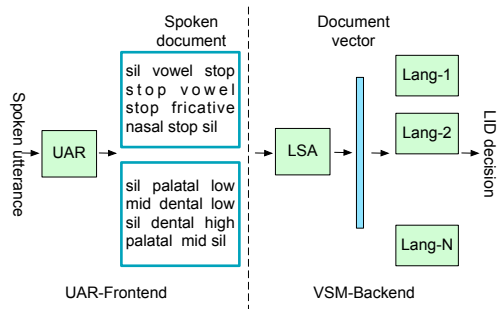 Spoken
document
Document
vector
Spoken utterance
UAR
sil vowel stop
stop vowel
stop fricative
nasal stop sil
sil palatal low
mid dental low
sil dental high
palatal mid sil
LSA
Lang-1
Lang-2
Lang-N
LID decision
UAR-Frontend
VSM-Backend